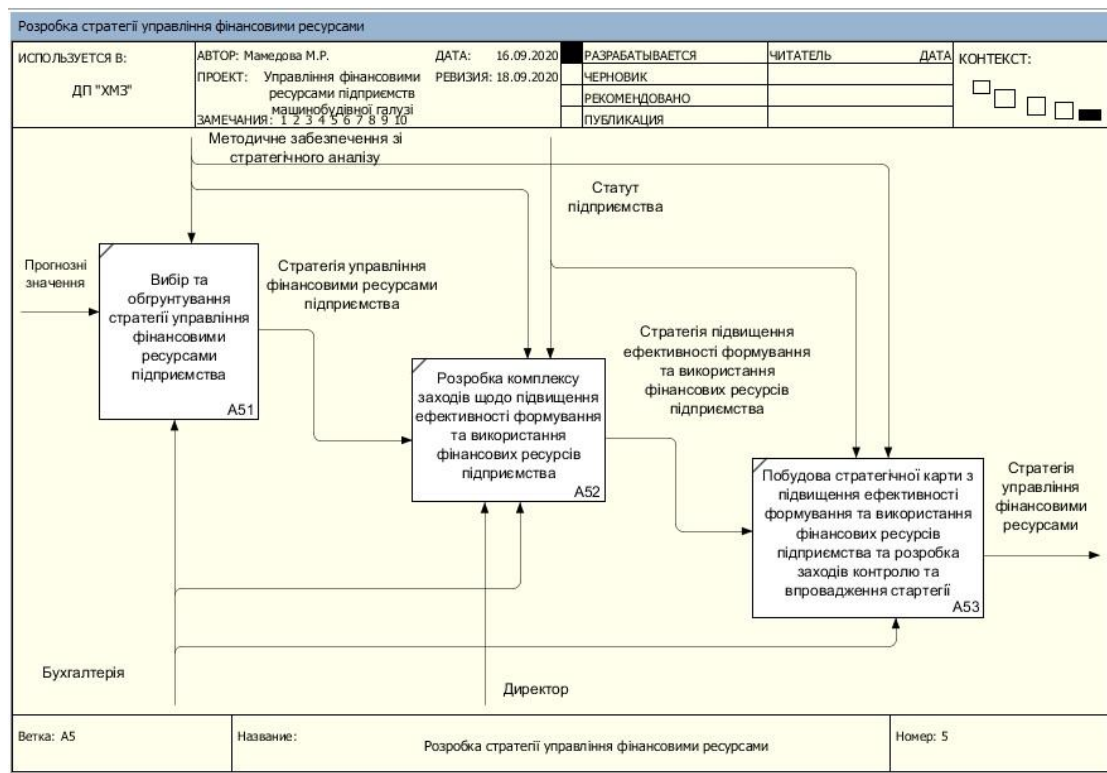 Розробка стратегії управління фінансовими ресурсами
ИСПОЛЬЗУЕТСЯ В:
ДП "ХМЗ"
АВТОР: Мамедова М.Р.
ДАТА: 16.09.2020
ПРОЕКТ: Управління фінансовими
ресурсами підприємств
машинобудівної галузі
РЕВИЗИЯ: 18.09.2020
ЗАМЕЧАНИЯ: 1 2 3 4 5 6 7 8 9 10
РАЗРАБАТЫВАЕТСЯ
ЧЕРНОВИК
РЕКОМЕНДОВАНО
ПУБЛИКАЦИЯ
ЧИТАТЕЛЬ
ДАТА
КОНТЕКСТ:
Методичне забезпечення зі
стратегічного аналізу
Статут
підприємства
Прогнозні
значення
Вибір та
обгрунтування
стратегії управління
фінансовими
ресурсами
підприємства
A51
Стратегія управління
фінансовими ресурсами
підприємства
Розробка комплексу
заходів щодо підвищення
ефективності формування
та використання
фінансових ресурсів
підприємства
A52
Стратегія підвищення
ефективності формування
та використання
фінансових ресурсів
підприємства
Побудова стратегічної карти з
підвищення ефективності
формування та використання
фінансових ресурсів
підприємства та розробка
заходів контролю та
впровадження стартегії
A53
Стратегія
управління
фінансовими
ресурсами
Бухгалтерія
Директор
Ветка: A5
Название:
Розробка стратегії управління фінансовими ресурсами
Номер: 5